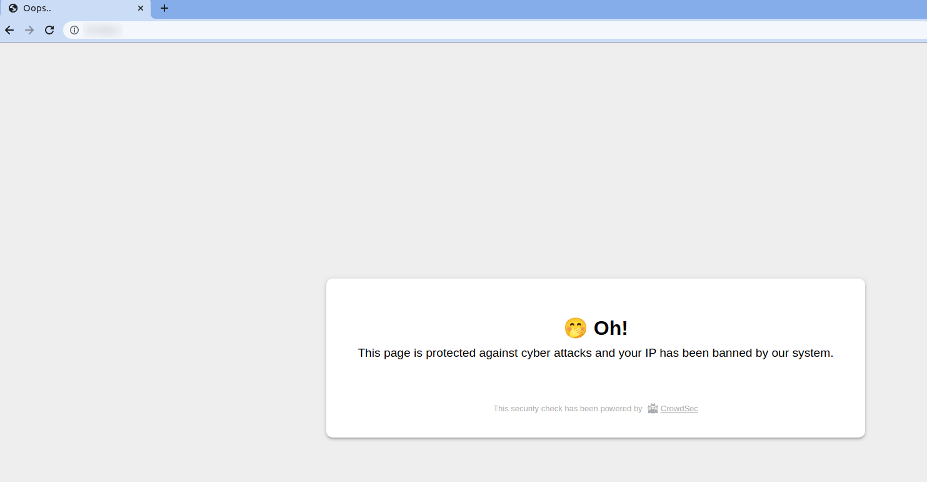 Oops..
🤭 Oh!
This page is protected against cyber attacks and your IP has been banned by our system.
This security check has been powered by CrowdSec